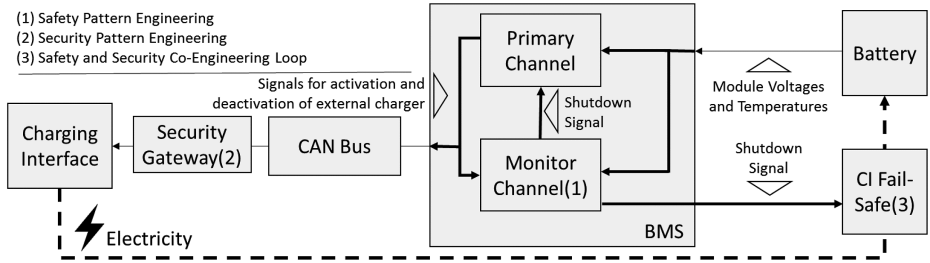 (1) Safety Pattern Engineering
(2) Security Pattern Engineering
(3) Safety and Security Co-Engineering Loop
Signals for activation and
deactivation of external charger
Charging
Interface
Security
Gateway(2)
CAN Bus
Primary
Channel
Shutdown
Signal
Monitor
Channel(1)
BMS
Module Voltages
and Temperatures
Battery
Shutdown
Signal
CI Fail-
Safe(3)
Electricity